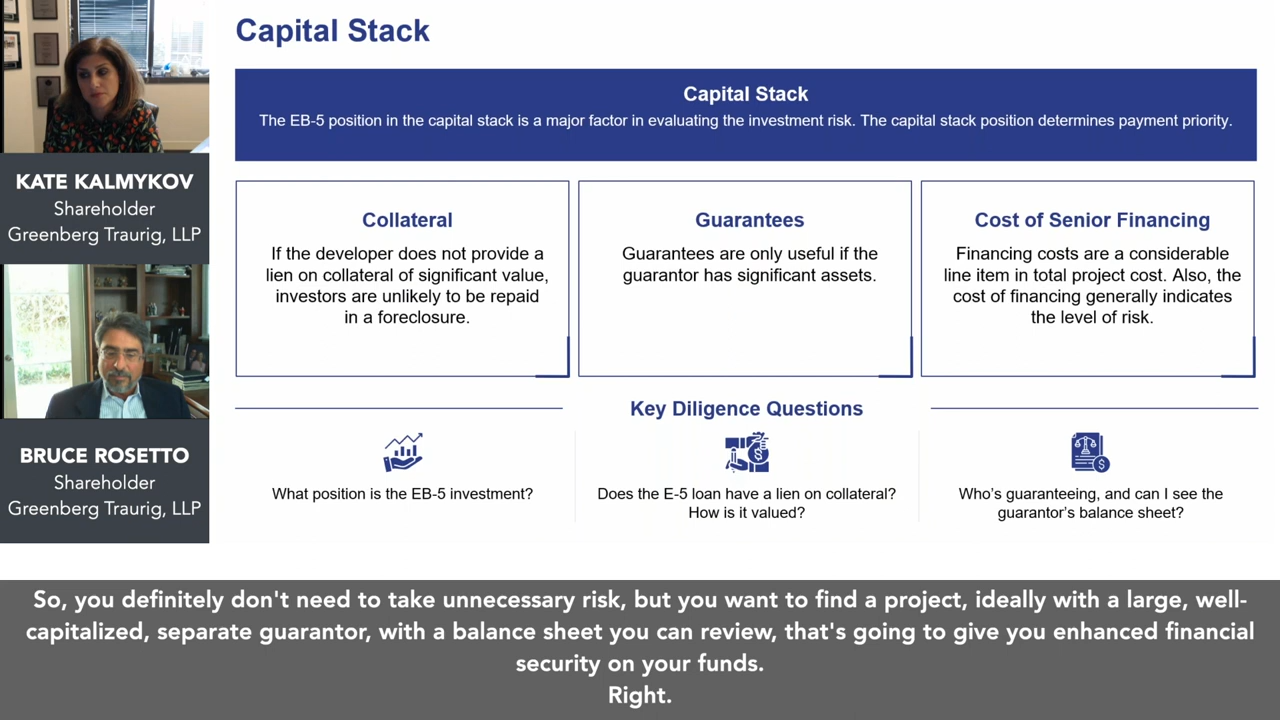 Capital Stack
Capital Stack
The EB-5 position in the capital stack is a major factor in evaluating the investment risk. The capital stack position determines payment priority.
KATE KALMYKOV
Shareholder
Greenberg Traurig, LLP
Collateral
If the developer does not provide a
lien on collateral of significant value,
investors are unlikely to be repaid
in a foreclosure.
Guarantees
Guarantees are only useful if the
guarantor has significant assets.
Cost of Senior Financing
Financing costs are a considerable
line item in total project cost. Also, the
cost of financing generally indicates
the level of risk.
BRUCE ROSETTO
Shareholder
Greenberg Traurig, LLP
Key Diligence Questions
What position is the EB-5 investment?
Does the E-5 loan have a lien on collateral?
How is it valued?
Who's guaranteeing, and can I see the
guarantor's balance sheet?
So, you definitely don't need to take unnecessary risk, but you want to find a project, ideally with a large, well-
capitalized, separate guarantor, with a balance sheet you can review, that's going to give you enhanced financial
security on your funds.
Right.